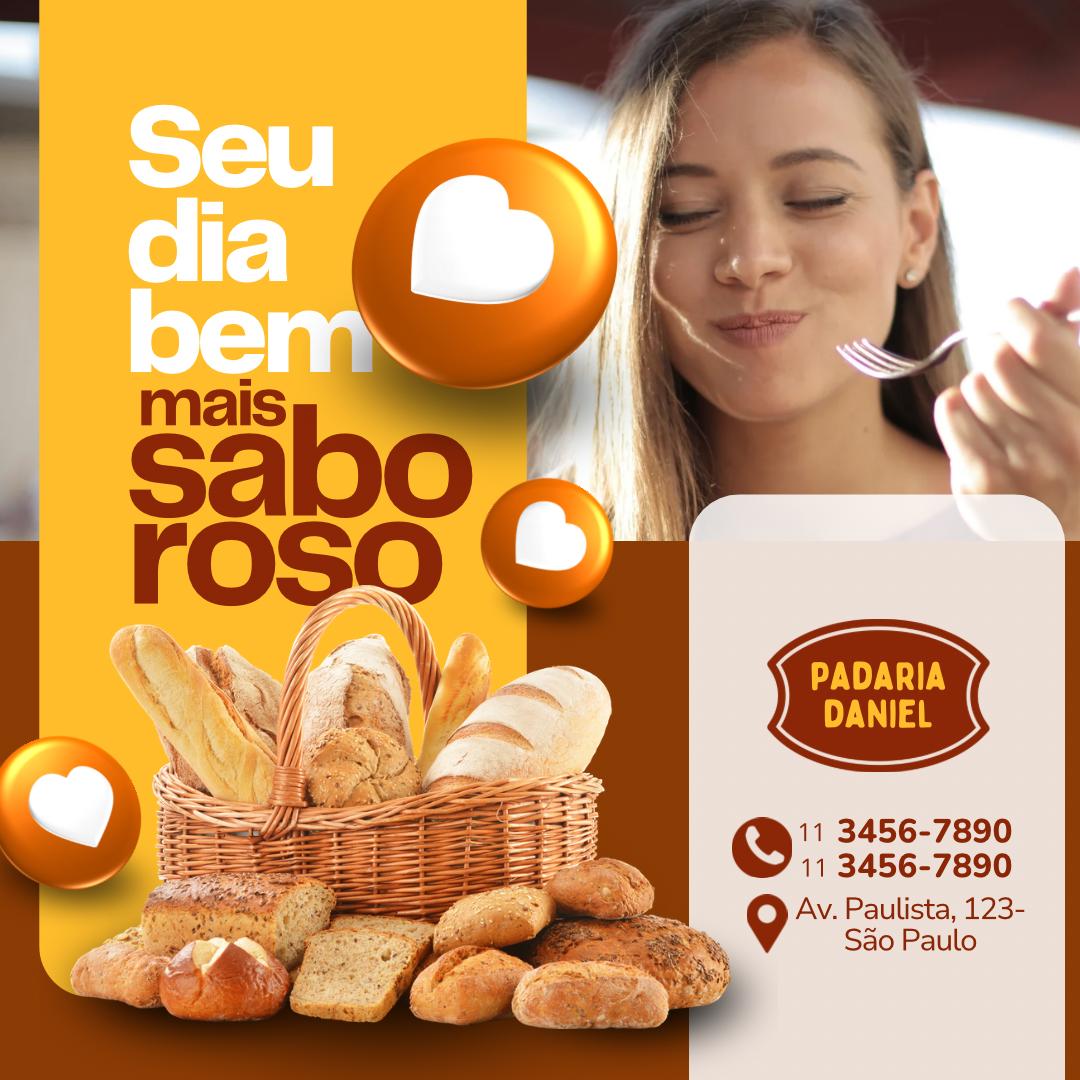 Seu
dia
bem
mais
sabo
roso
PADARIA
DANIEL
11 3456-7890
11 3456-7890
Av. Paulista, 123-
São Paulo